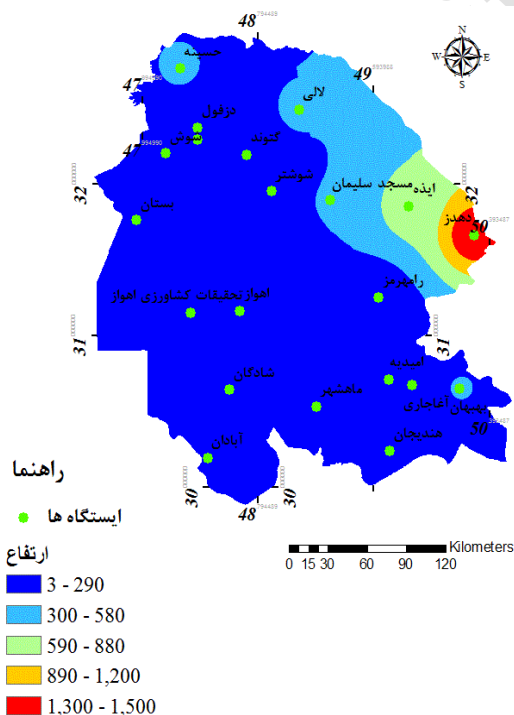 48
N
W E
S
حسینه
47
49
لالی
دزفول
شوش
گتوند
47
32
شوشتر
مسجد سلیمان
ایذه
32
بستان
دهدز
50
رامهرمز
اهواز
تحقیقات کشاورزی اهواز
31
31
امیدیه
شادگان
ماهشهر
آغاجاری
بهبهان
50
هندیجان
آبادان
30
30
48
راهنما
ایستگاه ها
ارتفاع
3 - 290
300 - 580
590 - 880
890 - 1,200
1,300 - 1,500
Kilometers
0 15 30 60 90 120